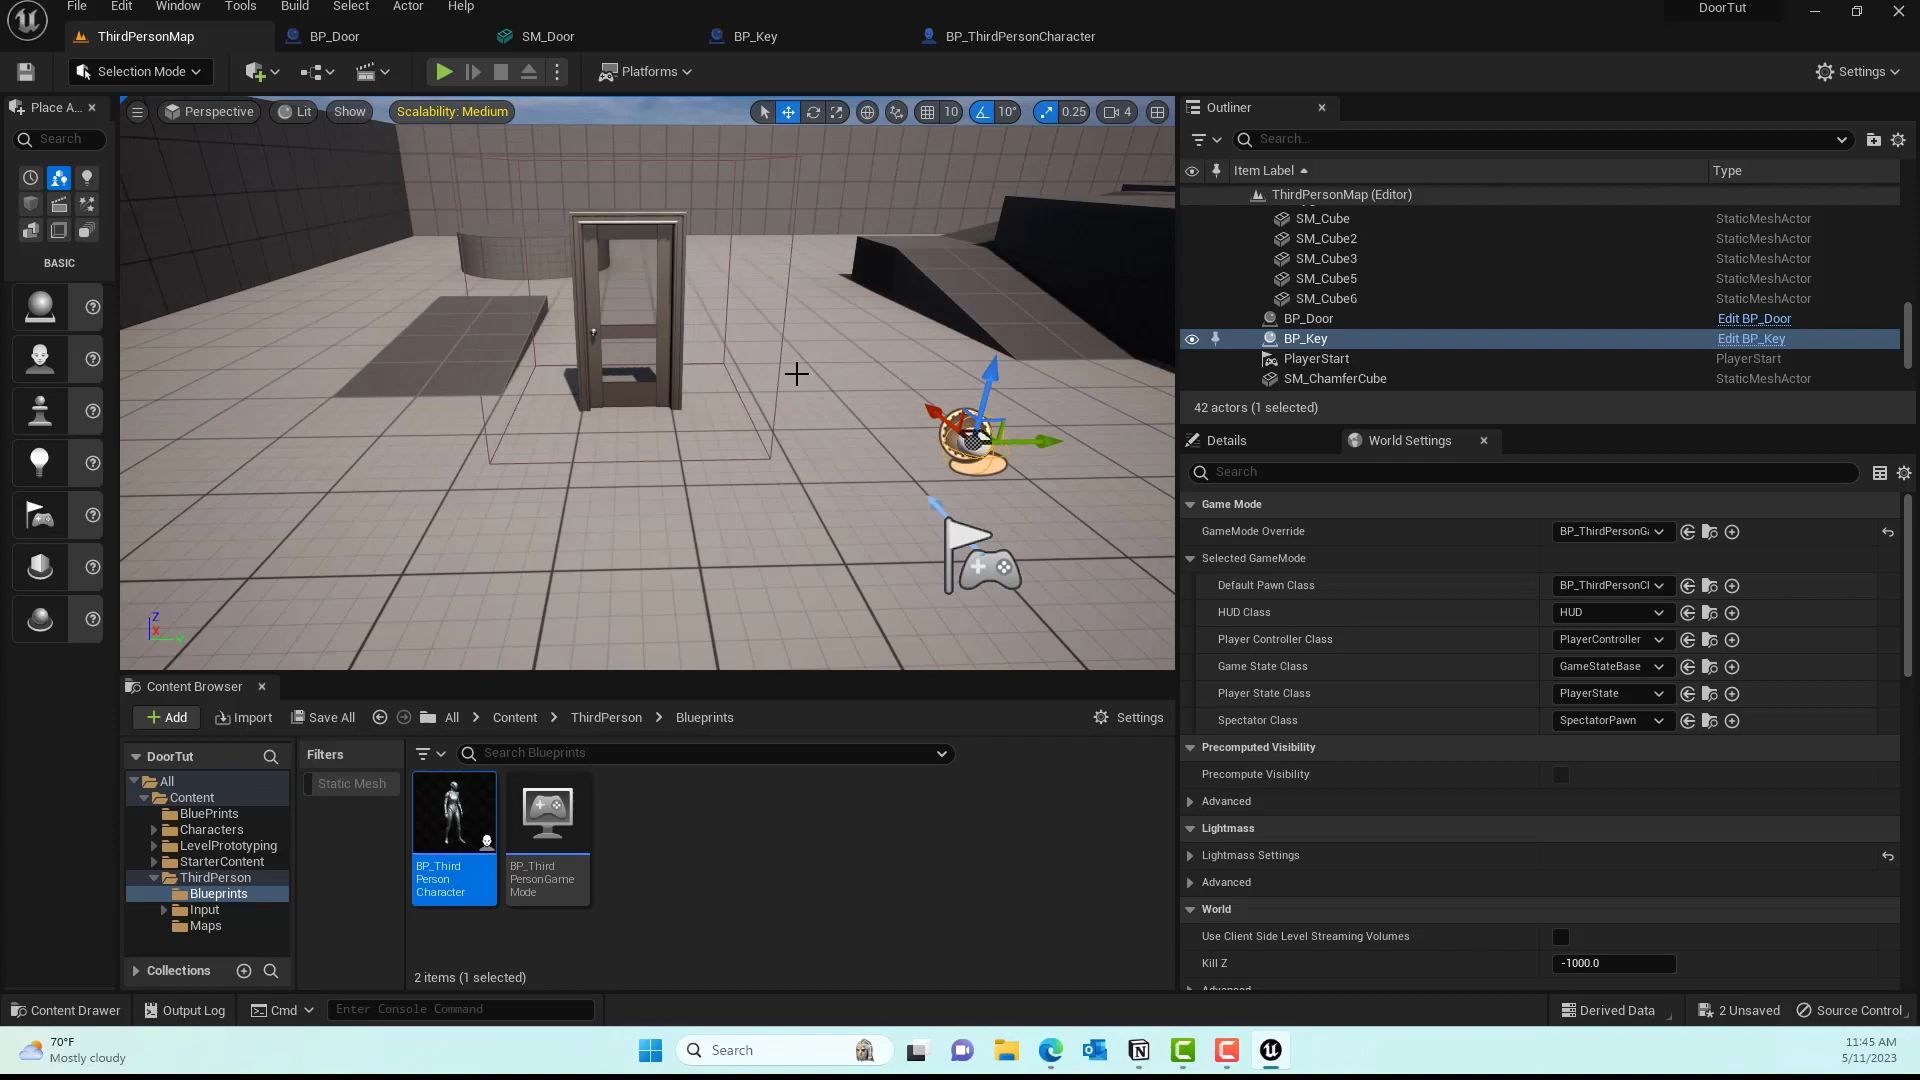 File Edit Window Tools Build Select Actor Help
DoorTut
ThirdPersonMap BP_Door SM_Door BP_Key BP_ThirdPersonCharacter
Selection Mode Platforms Settings
Place A...
Search
BASIC
Perspective Lit Show Scalability: Medium 10 10° 0.25 4
Z
X
Y
Outliner
Search...
Item Label Type
ThirdPersonMap (Editor)
SM_Cube StaticMeshActor
SM_Cube2 StaticMeshActor
SM_Cube3 StaticMeshActor
SM_Cube5 StaticMeshActor
SM_Cube6 StaticMeshActor
BP_Door Edit BP_Door
BP_Key Edit BP_Key
PlayerStart PlayerStart
SM_ChamferCube StaticMeshActor
42 actors (1 selected)
Details World Settings
Search
Game Mode
GameMode Override BP_ThirdPersonGa
Selected GameMode
Default Pawn Class BP_ThirdPersonCl
HUD Class HUD
Player Controller Class PlayerController
Game State Class GameStateBase
Player State Class PlayerState
Spectator Class SpectatorPawn
Precomputed Visibility
Precompute Visibility
Advanced
Lightmass
Lightmass Settings
Advanced
World
Use Client Side Level Streaming Volumes
Kill Z -1000.0
Advanced
Content Browser
Add Import Save All All Content ThirdPerson Blueprints Settings
DoorTut
All
Content
BluePrints
Characters
LevelPrototyping
StarterContent
ThirdPerson
Blueprints
Input
Maps
Collections
Filters
Static Mesh
Search Blueprints
BP_Third
Person
Character
BP_Third
PersonGame
Mode
2 items (1 selected)
Content Drawer Output Log Cmd Enter Console Command Derived Data 2 Unsaved Source Control
70°F
Mostly cloudy
Search
11:45 AM
5/11/2023